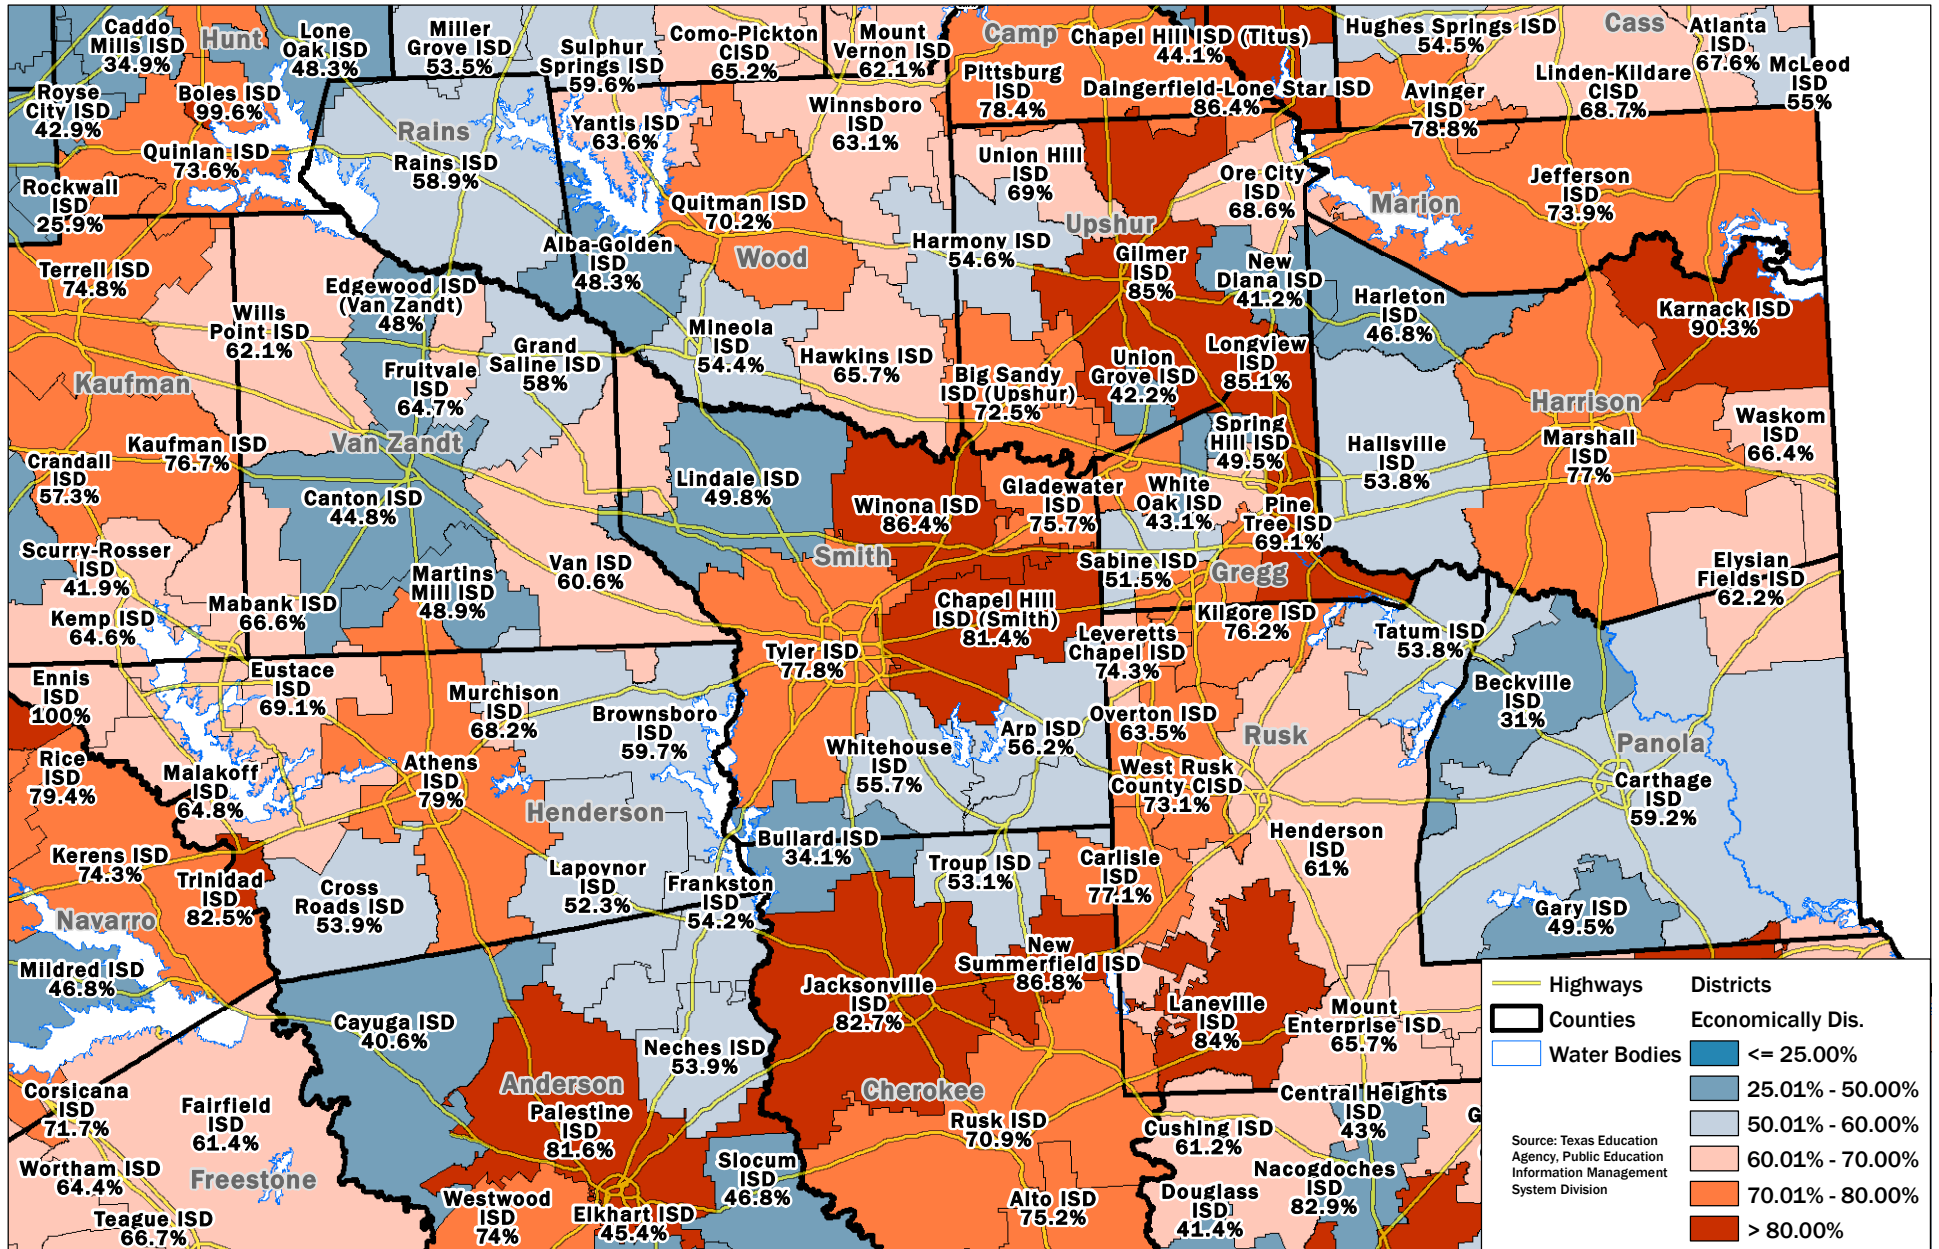 Caddo
Mills ISD
34.9%
Hunt
Lone
Oak ISD
48.3%
Miller
Grove ISD
53.5%
Sulphur
Springs ISD
59.6%
Como-Pickton
CISD
65.2%
Mount
Vernon ISD
62.1%
Camp
Chapel Hill ISD (Titus)
44.1%
Hughes Springs ISD
54.5%
Cass
Atlanta
ISD
67.6%
McLeod
ISD
55%
Royse
City ISD
42.9%
Boles ISD
99.6%
Rains
Rains ISD
58.9%
Yantis ISD
63.6%
Winnsboro
ISD
63.1%
Pittsburg
ISD
78.4%
Daingerfield-Lone Star ISD
86.4%
Avinger
ISD
78.8%
Linden-Kildare
CISD
68.7%
Quinlan ISD
73.6%
Rockwall
ISD
25.9%
Quitman ISD
70.2%
Wood
Union Hill
ISD
69%
Upshur
Ore City
ISD
68.6%
Marion
Jefferson
ISD
73.9%
Terrell ISD
74.8%
Edgewood ISD
(Van Zandt)
48%
Alba-Golden
ISD
48.3%
Harmony ISD
54.6%
Gilmer
ISD
85%
New
Diana ISD
41.2%
Harleton
ISD
46.8%
Karnack ISD
90.3%
Wills
Point ISD
62.1%
Grand
Saline ISD
58%
Mineola
ISD
54.4%
Hawkins ISD
65.7%
Big Sandy
ISD (Upshur)
72.5%
Union
Grove ISD
42.2%
Longview
ISD
85.1%
Kaufman
Fruitvale
ISD
64.7%
Harrison
Van Zandt
Kaufman ISD
76.7%
Crandall
ISD
57.3%
Canton ISD
44.8%
Lindale ISD
49.8%
Winona ISD
86.4%
Gladewater
ISD
75.7%
White
Oak ISD
43.1%
Spring
Hill ISD
49.5%
Pine
Tree ISD
69.1%
Hallsville
ISD
53.8%
Marshall
ISD
77%
Waskom
ISD
66.4%
Scurry-Rosser
ISD
41.9%
Martins
Mill ISD
48.9%
Van ISD
60.6%
Smith
Sabine ISD
51.5%
Gregg
Elysian
Fields ISD
62.2%
Kemp ISD
64.6%
Mabank ISD
66.6%
Chapel Hill
ISD (Smith)
81.4%
Kilgore ISD
76.2%
Tatum ISD
53.8%
Tyler ISD
77.8%
Leveretts
Chapel ISD
74.3%
Ennis
ISD
100%
Eustace
ISD
69.1%
Murchison
ISD
68.2%
Brownsboro
ISD
59.7%
Whitehouse
ISD
55.7%
Arp ISD
56.2%
Overton ISD
63.5%
Rusk
Beckville
ISD
31%
Panola
Rice
ISD
79.4%
Malakoff
ISD
64.8%
Athens
ISD
79%
Henderson
West Rusk
County CISD
73.1%
Carthage
ISD
59.2%
Kerens ISD
74.3%
Trinidad
ISD
82.5%
Cross
Roads ISD
53.9%
Lapoynor
ISD
52.3%
Frankston
ISD
54.2%
Bullard ISD
34.1%
Troup ISD
53.1%
Carlisle
ISD
77.1%
Henderson
ISD
61%
Gary ISD
49.5%
Navarro
Mildred ISD
46.8%
Cayuga ISD
40.6%
Neches ISD
53.9%
Jacksonville
ISD
82.7%
New
Summerfield ISD
86.8%
Laneville
ISD
84%
Mount
Enterprise ISD
65.7%
Anderson
Cherokee
Corsicana
ISD
71.7%
Fairfield
ISD
61.4%
Palestine
ISD
81.6%
Rusk ISD
70.9%
Cushing ISD
61.2%
Central Heights
ISD
43%
G
Wortham ISD
64.4%
Freestone
Slocum
ISD
46.8%
Nacogdoches
ISD
82.9%
Teague ISD
66.7%
Westwood
ISD
74%
Elkhart ISD
45.4%
Alto ISD
75.2%
Douglass
ISD
41.4%
Highways
Counties
Water Bodies
Districts
Economically Dis.
<= 25.00%
25.01% - 50.00%
50.01% - 60.00%
60.01% - 70.00%
70.01% - 80.00%
> 80.00%
Source: Texas Education
Agency, Public Education
Information Management
System Division